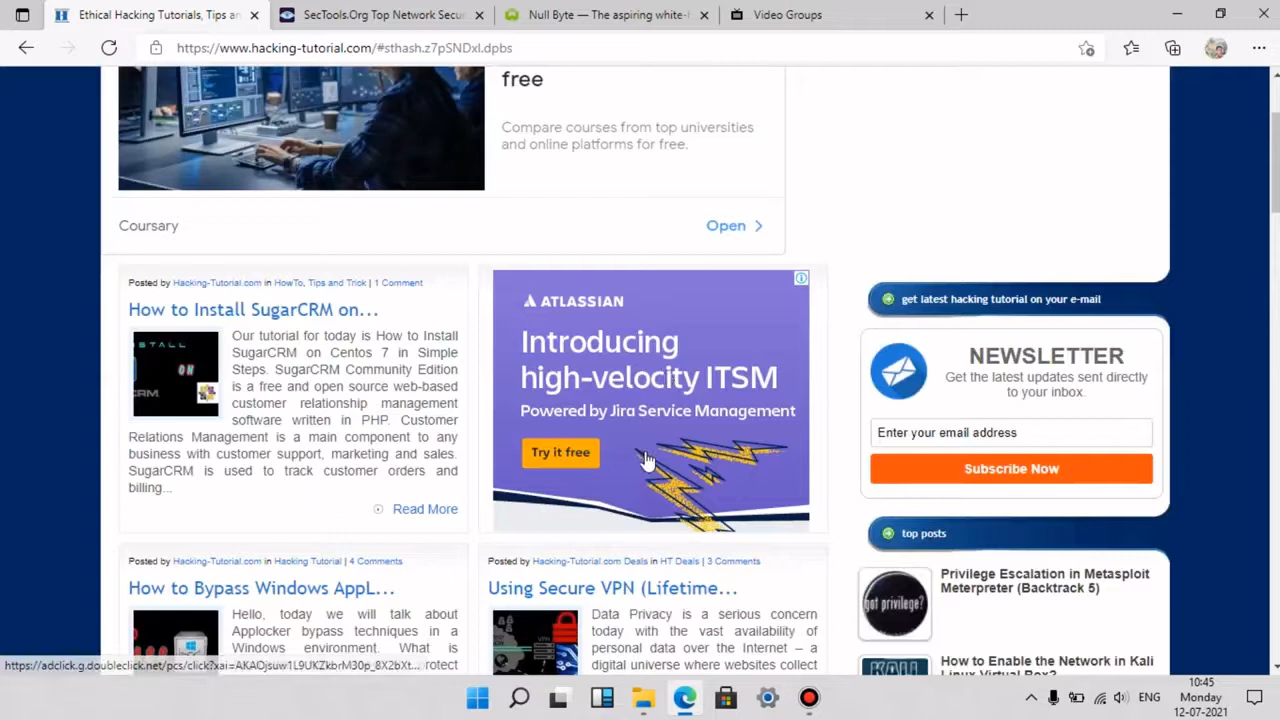 Ethical Hacking Tutorials, Tips an
SecTools.Org Top Network Secur
Null Byte — The aspiring white-h
Video Groups
https://www.hacking-tutorial.com/#sthash.z7pSNDxI.dpbs
free
Compare courses from top universities
and online platforms for free.
Coursary
Open
Posted by Hacking-Tutorial.com in HowTo, Tips and Trick | 1 Comment
How to Install SugarCRM on...
Our tutorial for today is How to Install
SugarCRM on Centos 7 in Simple
Steps. SugarCRM Community Edition
is a free and open source web-based
customer relationship management
software written in PHP. Customer
Relations Management is a main component to any
business with customer support, marketing and sales.
SugarCRM is used to track customer orders and
billing...
Read More
ON
ATLASSIAN
Introducing
high-velocity ITSM
Powered by Jira Service Management
Try it free
get latest hacking tutorial on your e-mail
NEWSLETTER
Get the latest updates sent directly
to your inbox.
Enter your email address
Subscribe Now
top posts
got privilege?
Privilege Escalation in Metasploit
Meterpreter (Backtrack 5)
KALI
How to Enable the Network in Kali
Linux Virtual Box?
Posted by Hacking-Tutorial.com in Hacking Tutorial | 4 Comments
How to Bypass Windows AppL...
Hello, today we will talk about
Applocker bypass techniques in a
Windows environment. What is
rotect
Posted by Hacking-Tutorial.com Deals in HT Deals | 3 Comments
Using Secure VPN (Lifetime...
VPN
Data Privacy is a serious concern
today with the vast availability of
personal data over the Internet – a
digital universe where websites collect
ENG
10:45
Monday
12-07-2021